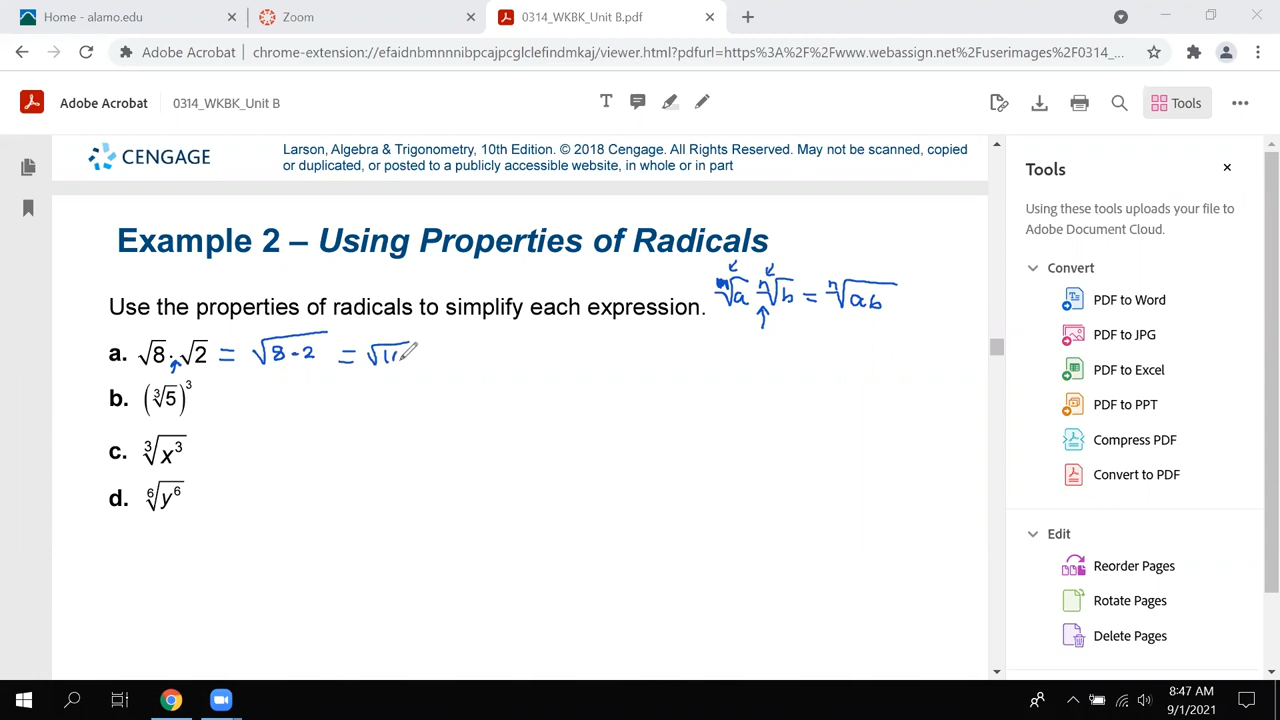 Home - alamo.edu
Zoom
0314_WKBK_Unit B.pdf
Adobe Acrobat | chrome-extension://efaidnbmnnnibpcajpcglclefindmkaj/viewer.html?pdfurl=https%3A%2F%2Fwww.webassign.net%2Fuserimages%2F0314_...
Adobe Acrobat
0314_WKBK_Unit B
Tools
CENGAGE
Larson, Algebra & Trigonometry, 10th Edition. © 2018 Cengage. All Rights Reserved. May not be scanned, copied
or duplicated, or posted to a publicly accessible website, in whole or in part
Example 2 – Using Properties of Radicals
Use the properties of radicals to simplify each expression. ⁿ√a ⁿ√b = ⁿ√ab
a. √8 · √2 = √8·2 = √1
b. (³√5)³
c. ³√x³
d. ⁶√y⁶
Tools
Using these tools uploads your file to
Adobe Document Cloud.
Convert
PDF to Word
PDF to JPG
PDF to Excel
PDF to PPT
Compress PDF
Convert to PDF
Edit
Reorder Pages
Rotate Pages
Delete Pages
8:47 AM
9/1/2021